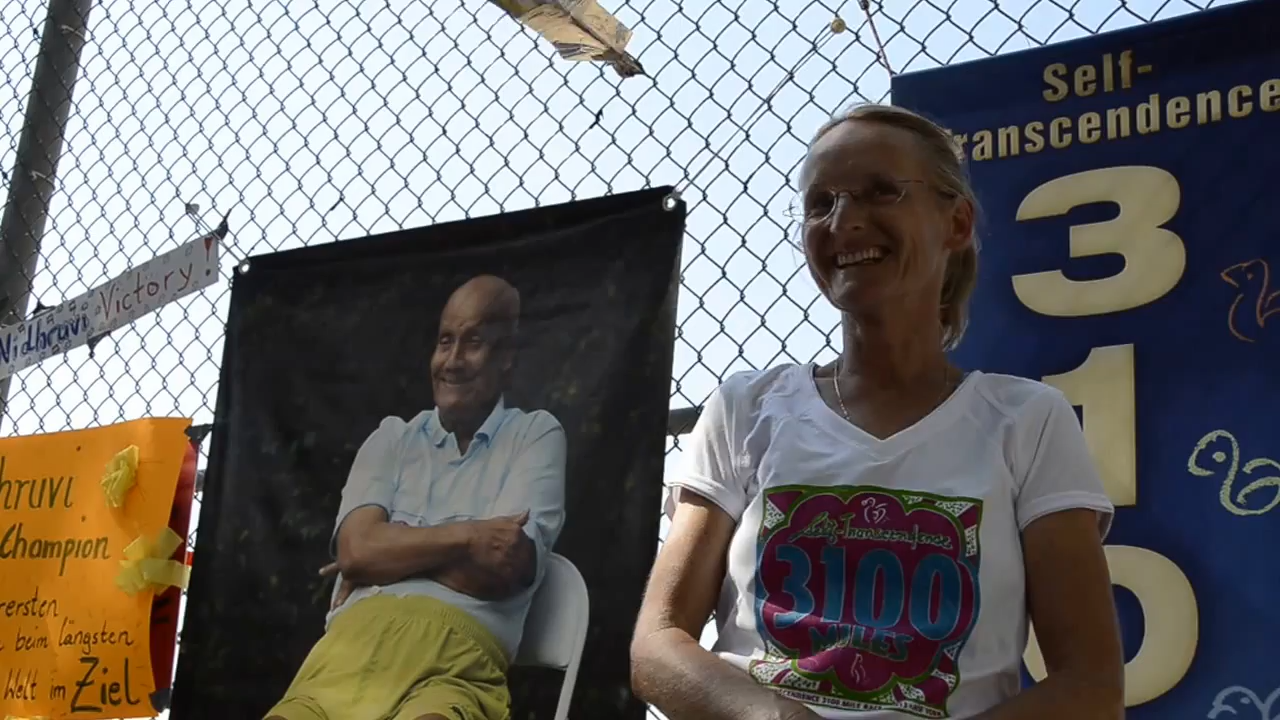 Self-
ranscendence
3
1
0
Nidhruvi Victory !
hruvi
Champion
ersten
beim längsten
Welt im Ziel
Self-Transcendence
3100
MILES